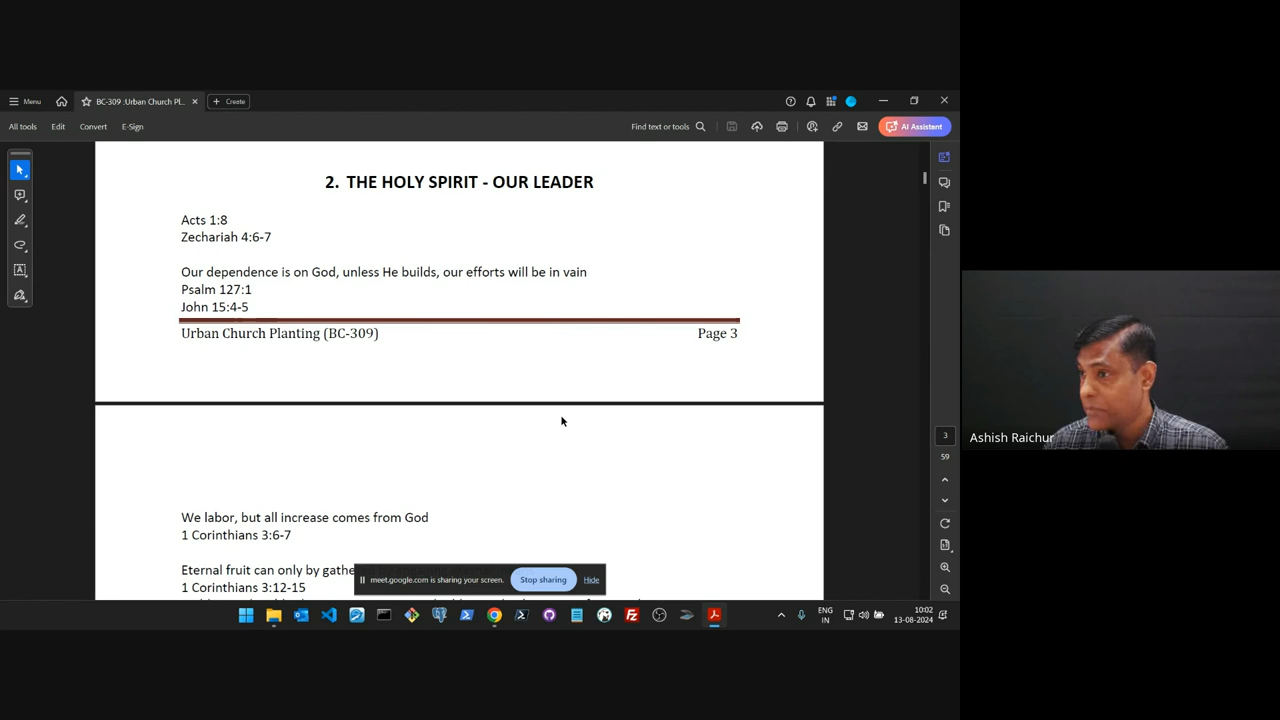 Menu
BC-309 :Urban Church Pl...
Create
All tools
Edit
Convert
E-Sign
Find text or tools
AI Assistant
2. THE HOLY SPIRIT - OUR LEADER
Acts 1:8
Zechariah 4:6-7
Our dependence is on God, unless He builds, our efforts will be in vain
Psalm 127:1
John 15:4-5
Urban Church Planting (BC-309) Page 3
We labor, but all increase comes from God
1 Corinthians 3:6-7
Eternal fruit can only by gathe
1 Corinthians 3:12-15
meet.google.com is sharing your screen.
Stop sharing
Hide
3
59
Ashish Raichur
ENG
IN
10:02
13-08-2024